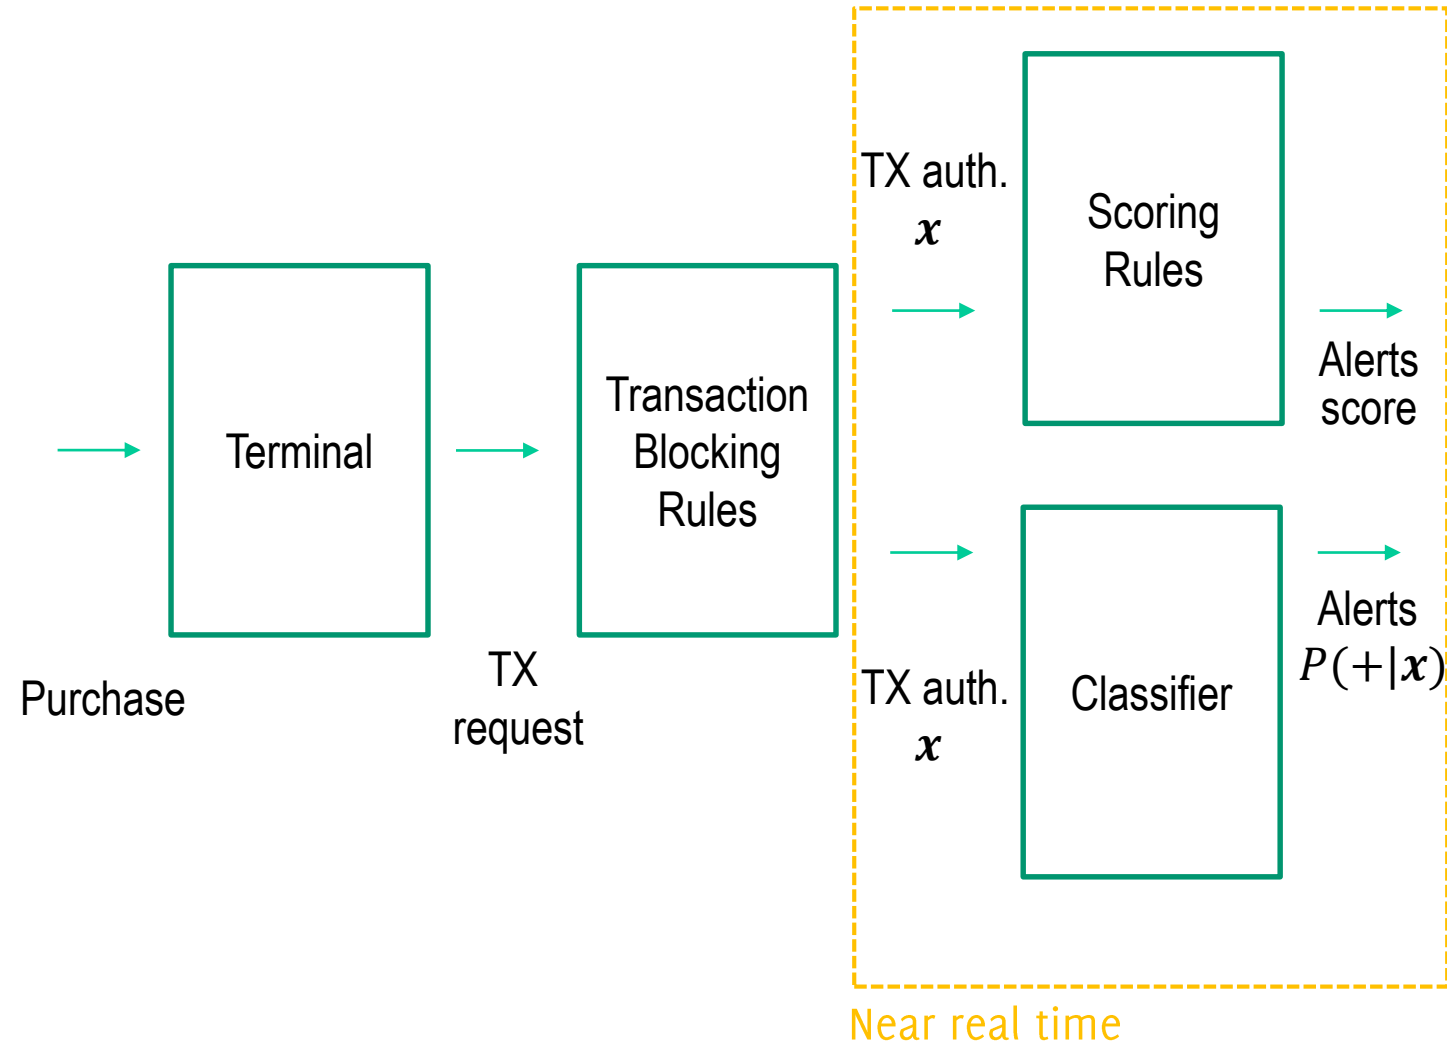 Purchase
Terminal
TX
request
Transaction
Blocking
Rules
TX auth.
x
Scoring
Rules
Alerts
score
TX auth.
x
Classifier
Alerts
P(+|x)
Near real time